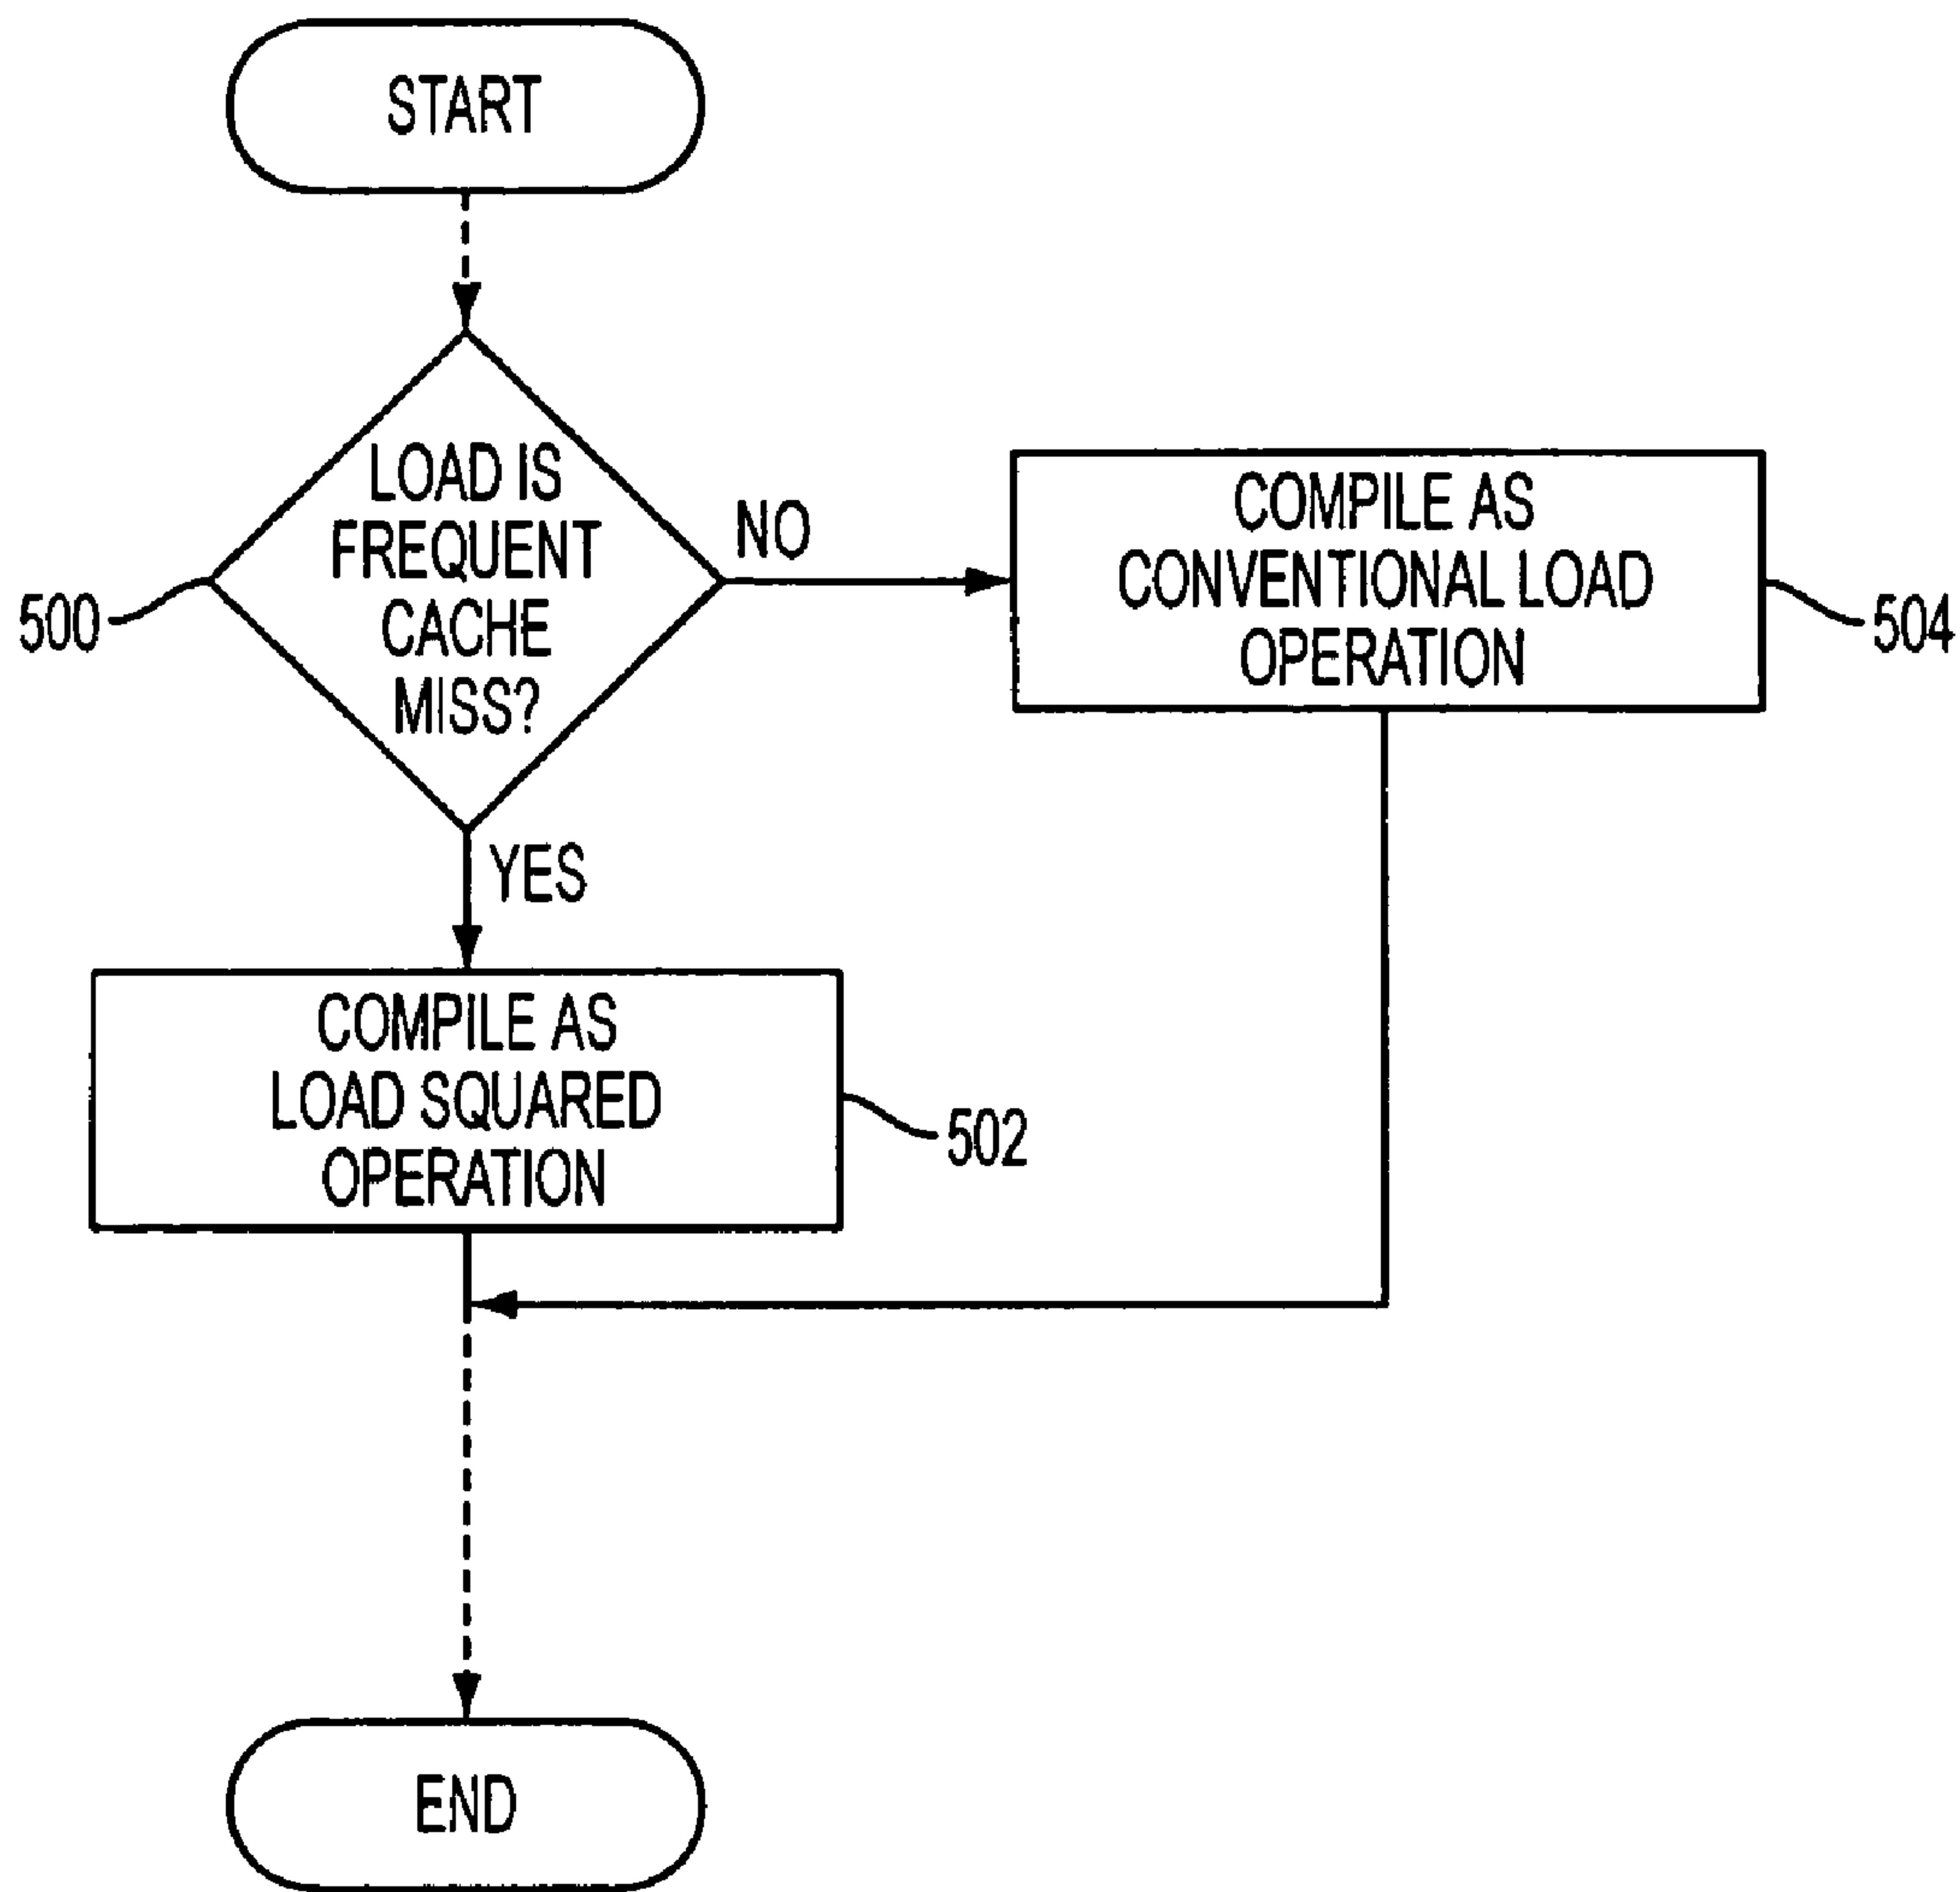 START
LOAD IS
FREQUENT
CACHE
MISS?
500
NO
COMPILE AS
CONVENTIONAL LOAD
OPERATION
504
YES
COMPILE AS
LOAD SQUARED
OPERATION
502
END